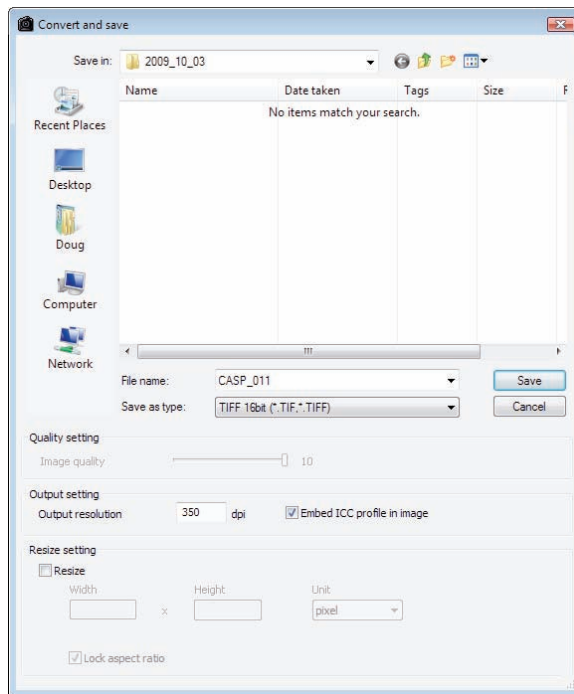 Convert and save
Save in: 2009_10_03
Name Date taken Tags Size F
No items match your search.
Recent Places
Desktop
Doug
Computer
Network
File name: CASP_011 Save
Save as type: TIFF 16bit (*.TIF,*.TIFF) Cancel
Quality setting
Image quality 10
Output setting
Output resolution 350 dpi Embed ICC profile in image
Resize setting
Resize
Width Height Unit
x pixel
Lock aspect ratio